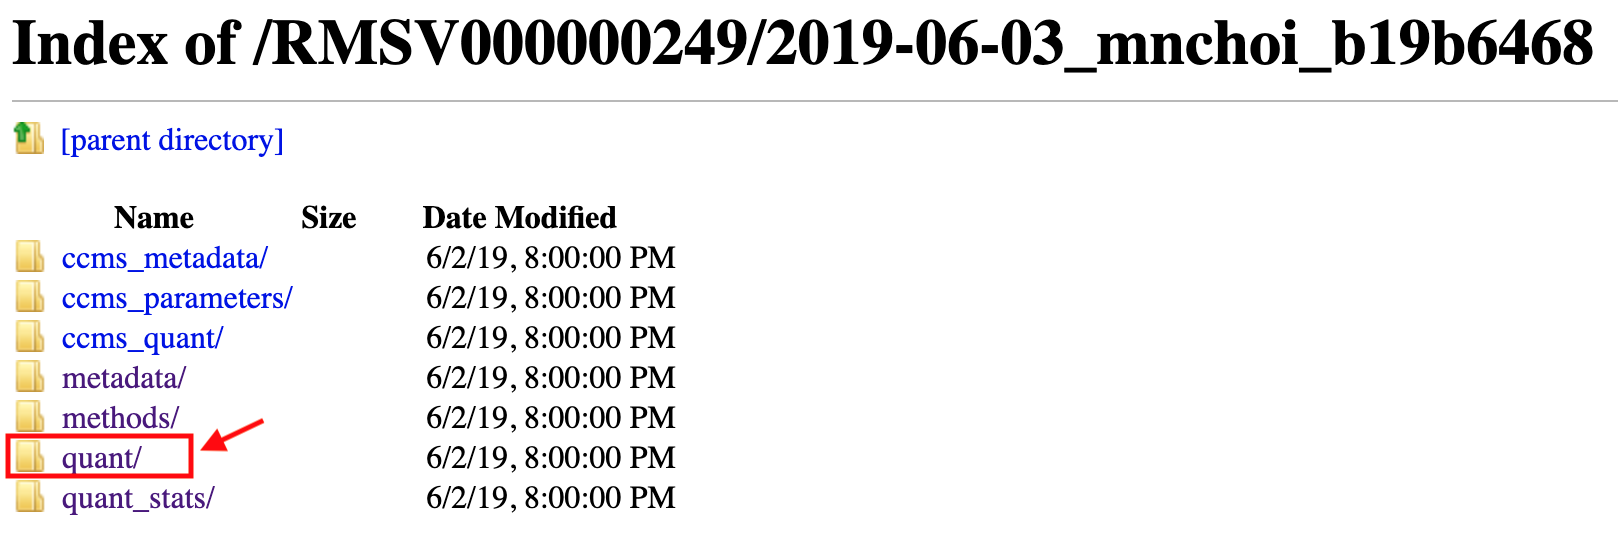 Index of /RMSV000000249/2019-06-03_mnchoi_b19b6468
[parent directory]
Name Size Date Modified
ccms_metadata/ 6/2/19, 8:00:00 PM
ccms_parameters/ 6/2/19, 8:00:00 PM
ccms_quant/ 6/2/19, 8:00:00 PM
metadata/ 6/2/19, 8:00:00 PM
methods/ 6/2/19, 8:00:00 PM
quant/ 6/2/19, 8:00:00 PM
quant_stats/ 6/2/19, 8:00:00 PM